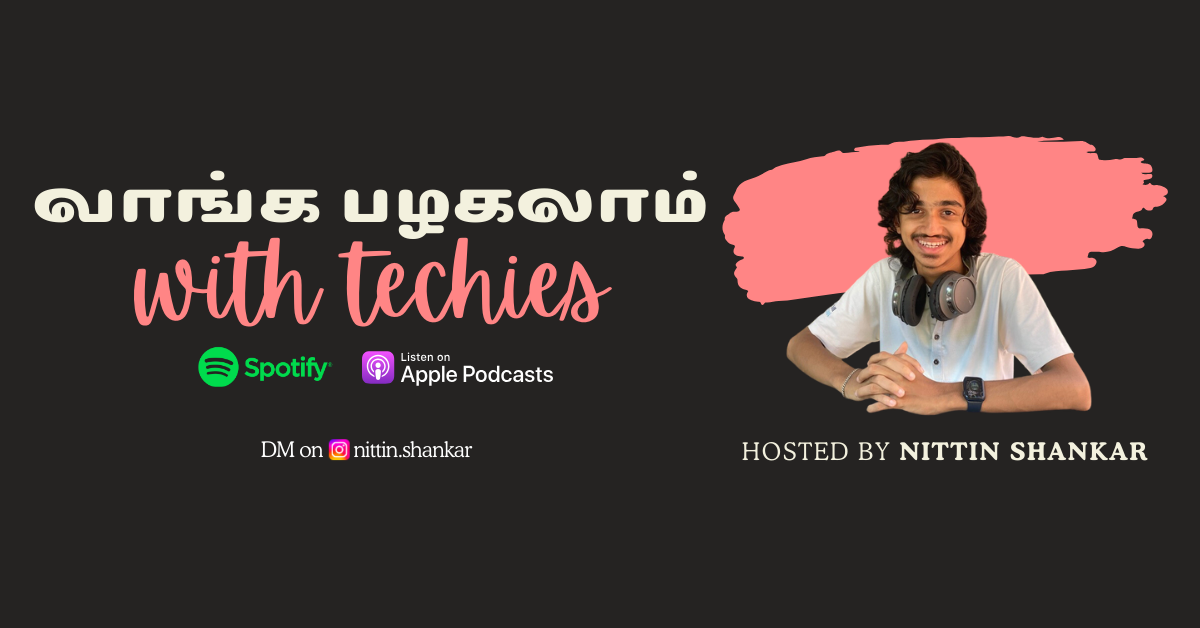 வாங்க பழகலாம்
with techies
Spotify
Listen on
Apple Podcasts
DM on nittin.shankar
HOSTED BY NITTIN SHANKAR